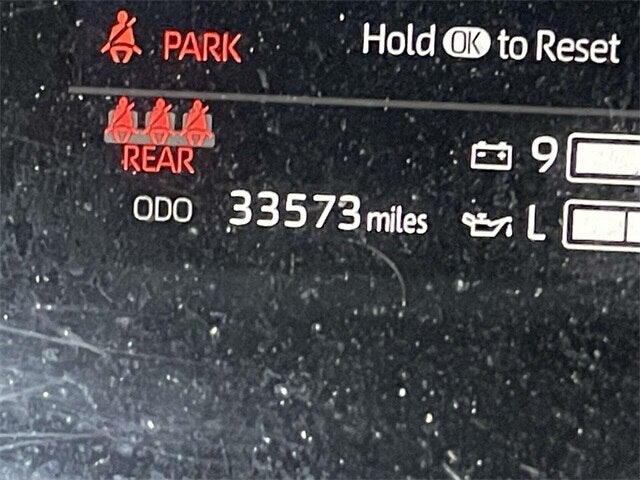 PARK Hold OK to Reset
REAR
9
ODO 33573 miles L